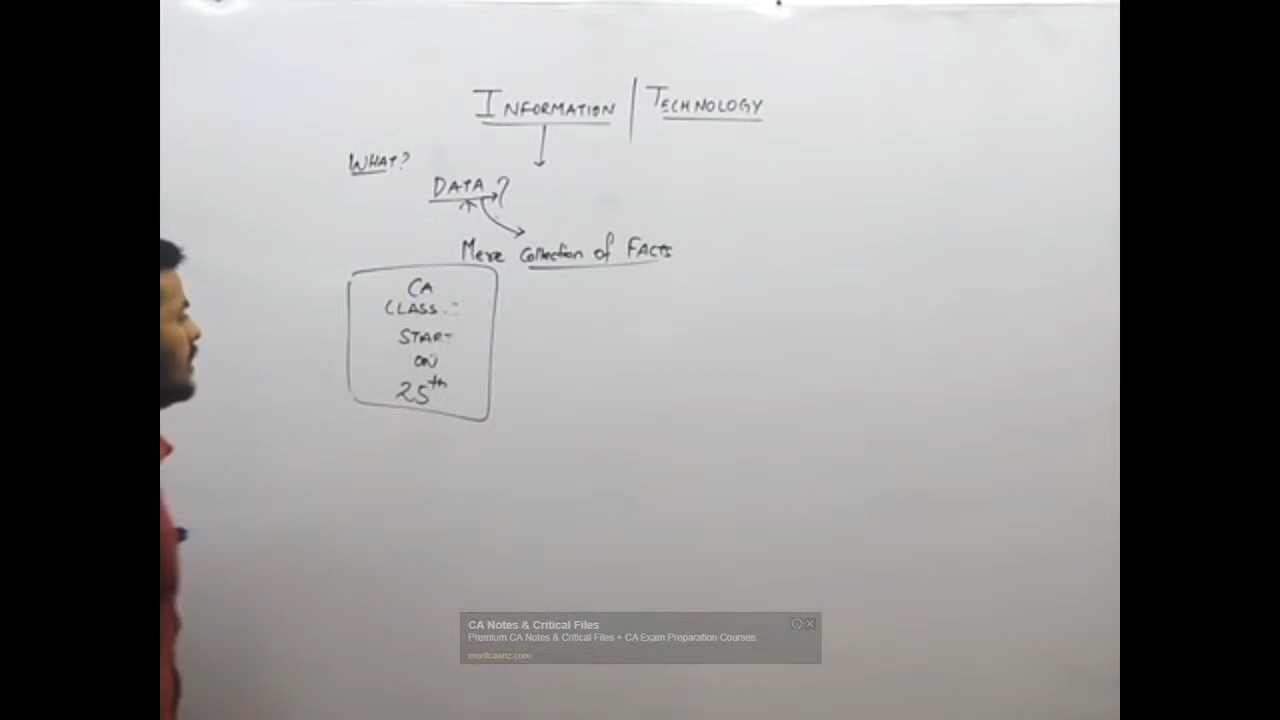 INFORMATION | TECHNOLOGY
WHAT?
DATA ?
Mere Collection of FACTS
CA
CLASS
START
ON
25th
CA Notes & Critical Files
Premium CA Notes & Critical Files + CA Exam Preparation Courses.